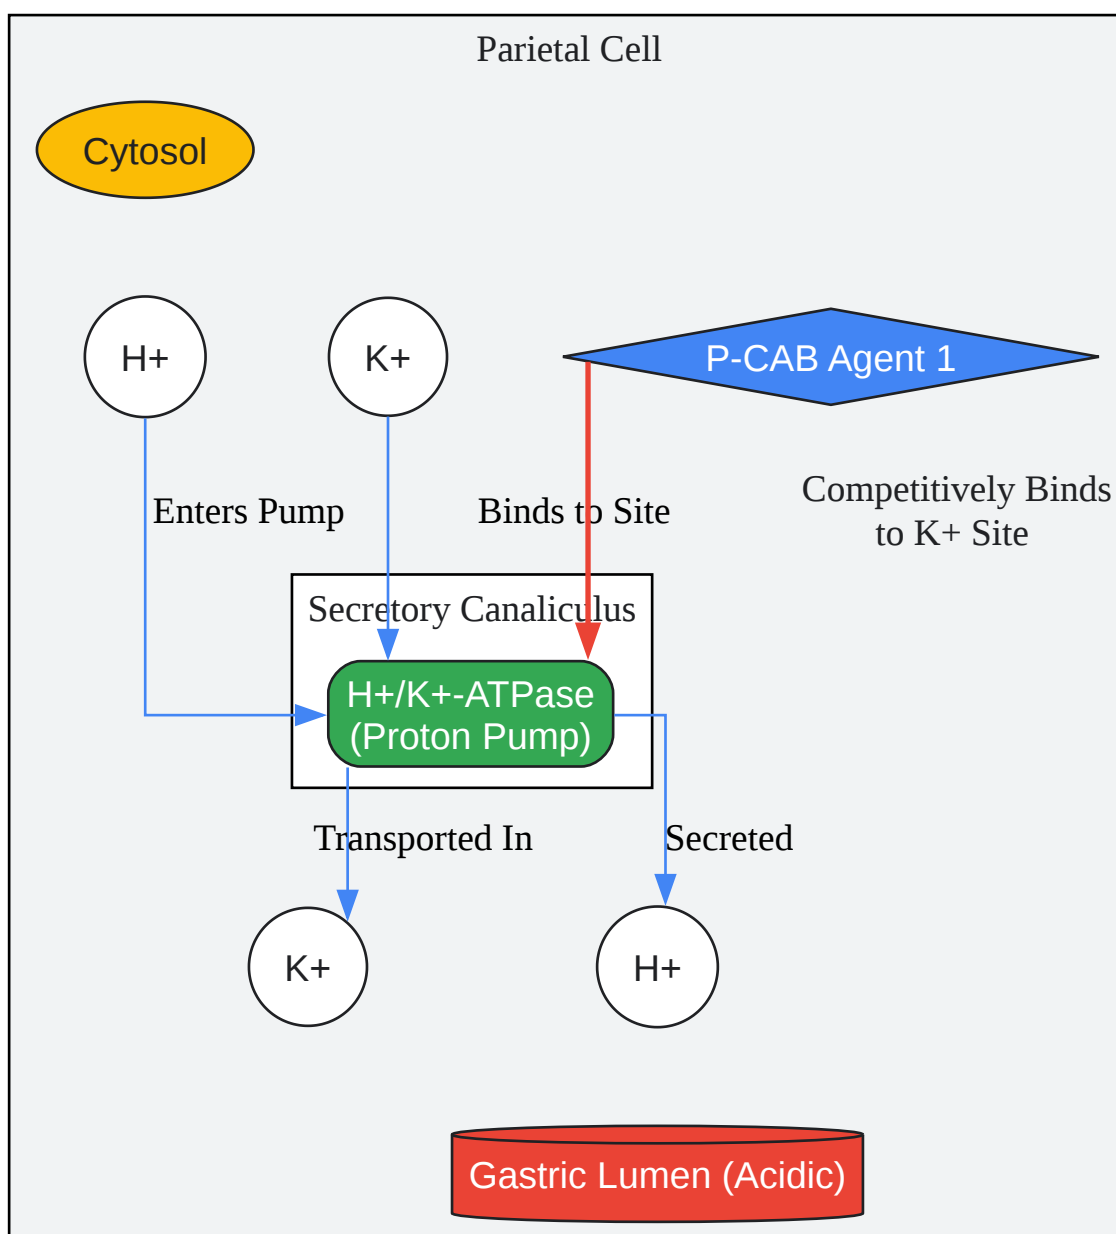 Parietal Cell
Cytosol
H+
K+
P-CAB Agent 1
Enters Pump
Binds to Site
Competitively Binds
to K+ Site
Secretory Canaliculus
H+/K+-ATPase
(Proton Pump)
Transported In
Secreted
K+
H+
Gastric Lumen (Acidic)